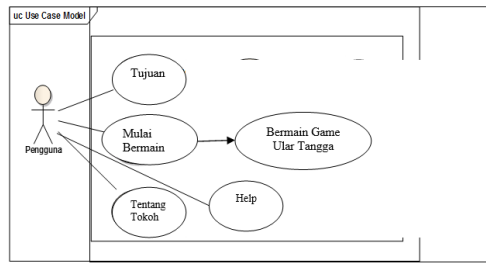 uc Use Case Model
Tujuan
Mulai
Bermain
Bermain Game
Ular Tangga
Pengguna
Tentang
Tokoh
Help